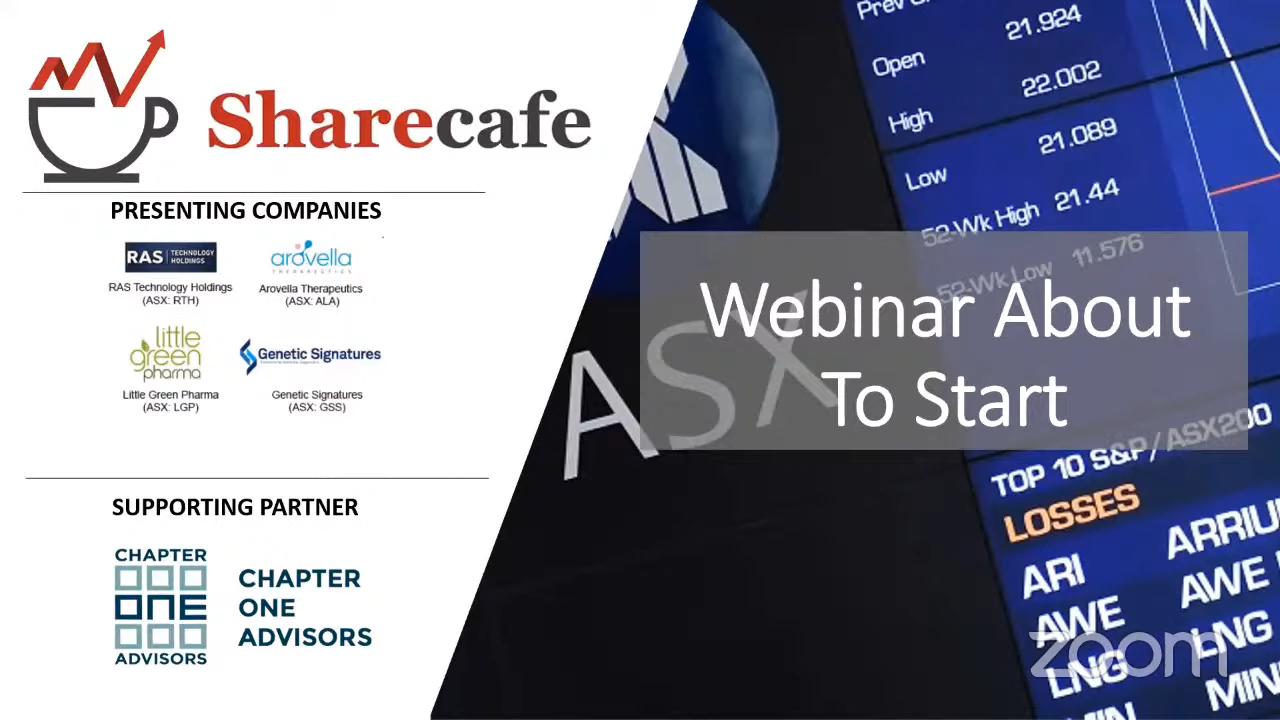 Sharecafe
PRESENTING COMPANIES
RAS TECHNOLOGY
HOLDINGS
arovella
THERAPEUTICS
RAS Technology Holdings
(ASX: RTH)
Arovella Therapeutics
(ASX: ALA)
little
green
pharma
Genetic Signatures
Little Green Pharma
(ASX: LGP)
Genetic Signatures
(ASX: GSS)
SUPPORTING PARTNER
CHAPTER
ONE
ADVISORS
CHAPTER
ONE
ADVISORS
Open 21.924
High 22.002
Low 21.089
52-Wk High 21.44
52-Wk Low 11.576
Webinar About
To Start
ASX
TOP 10 S&P/ASX200
LOSSES
ARI
AWE AWE
LNG LNG
zoom